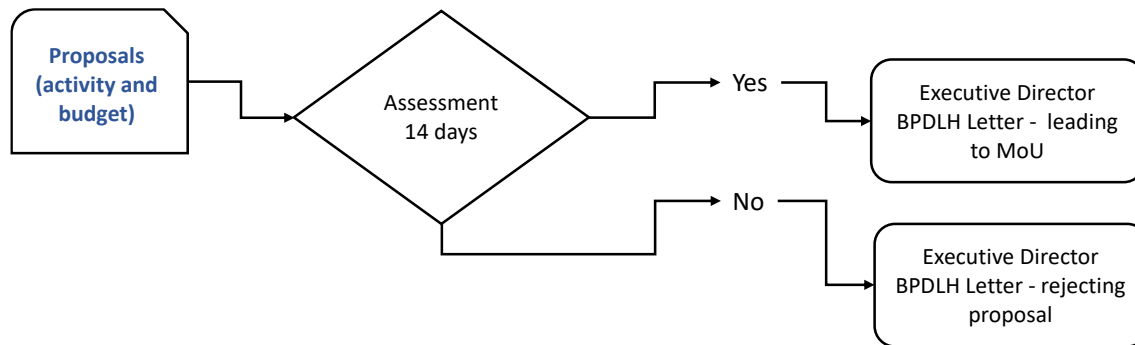 Proposals
(activity and
budget)
Assessment
14 days
Yes
Executive Director
BPDLH Letter - leading
to MoU
No
Executive Director
BPDLH Letter - rejecting
proposal